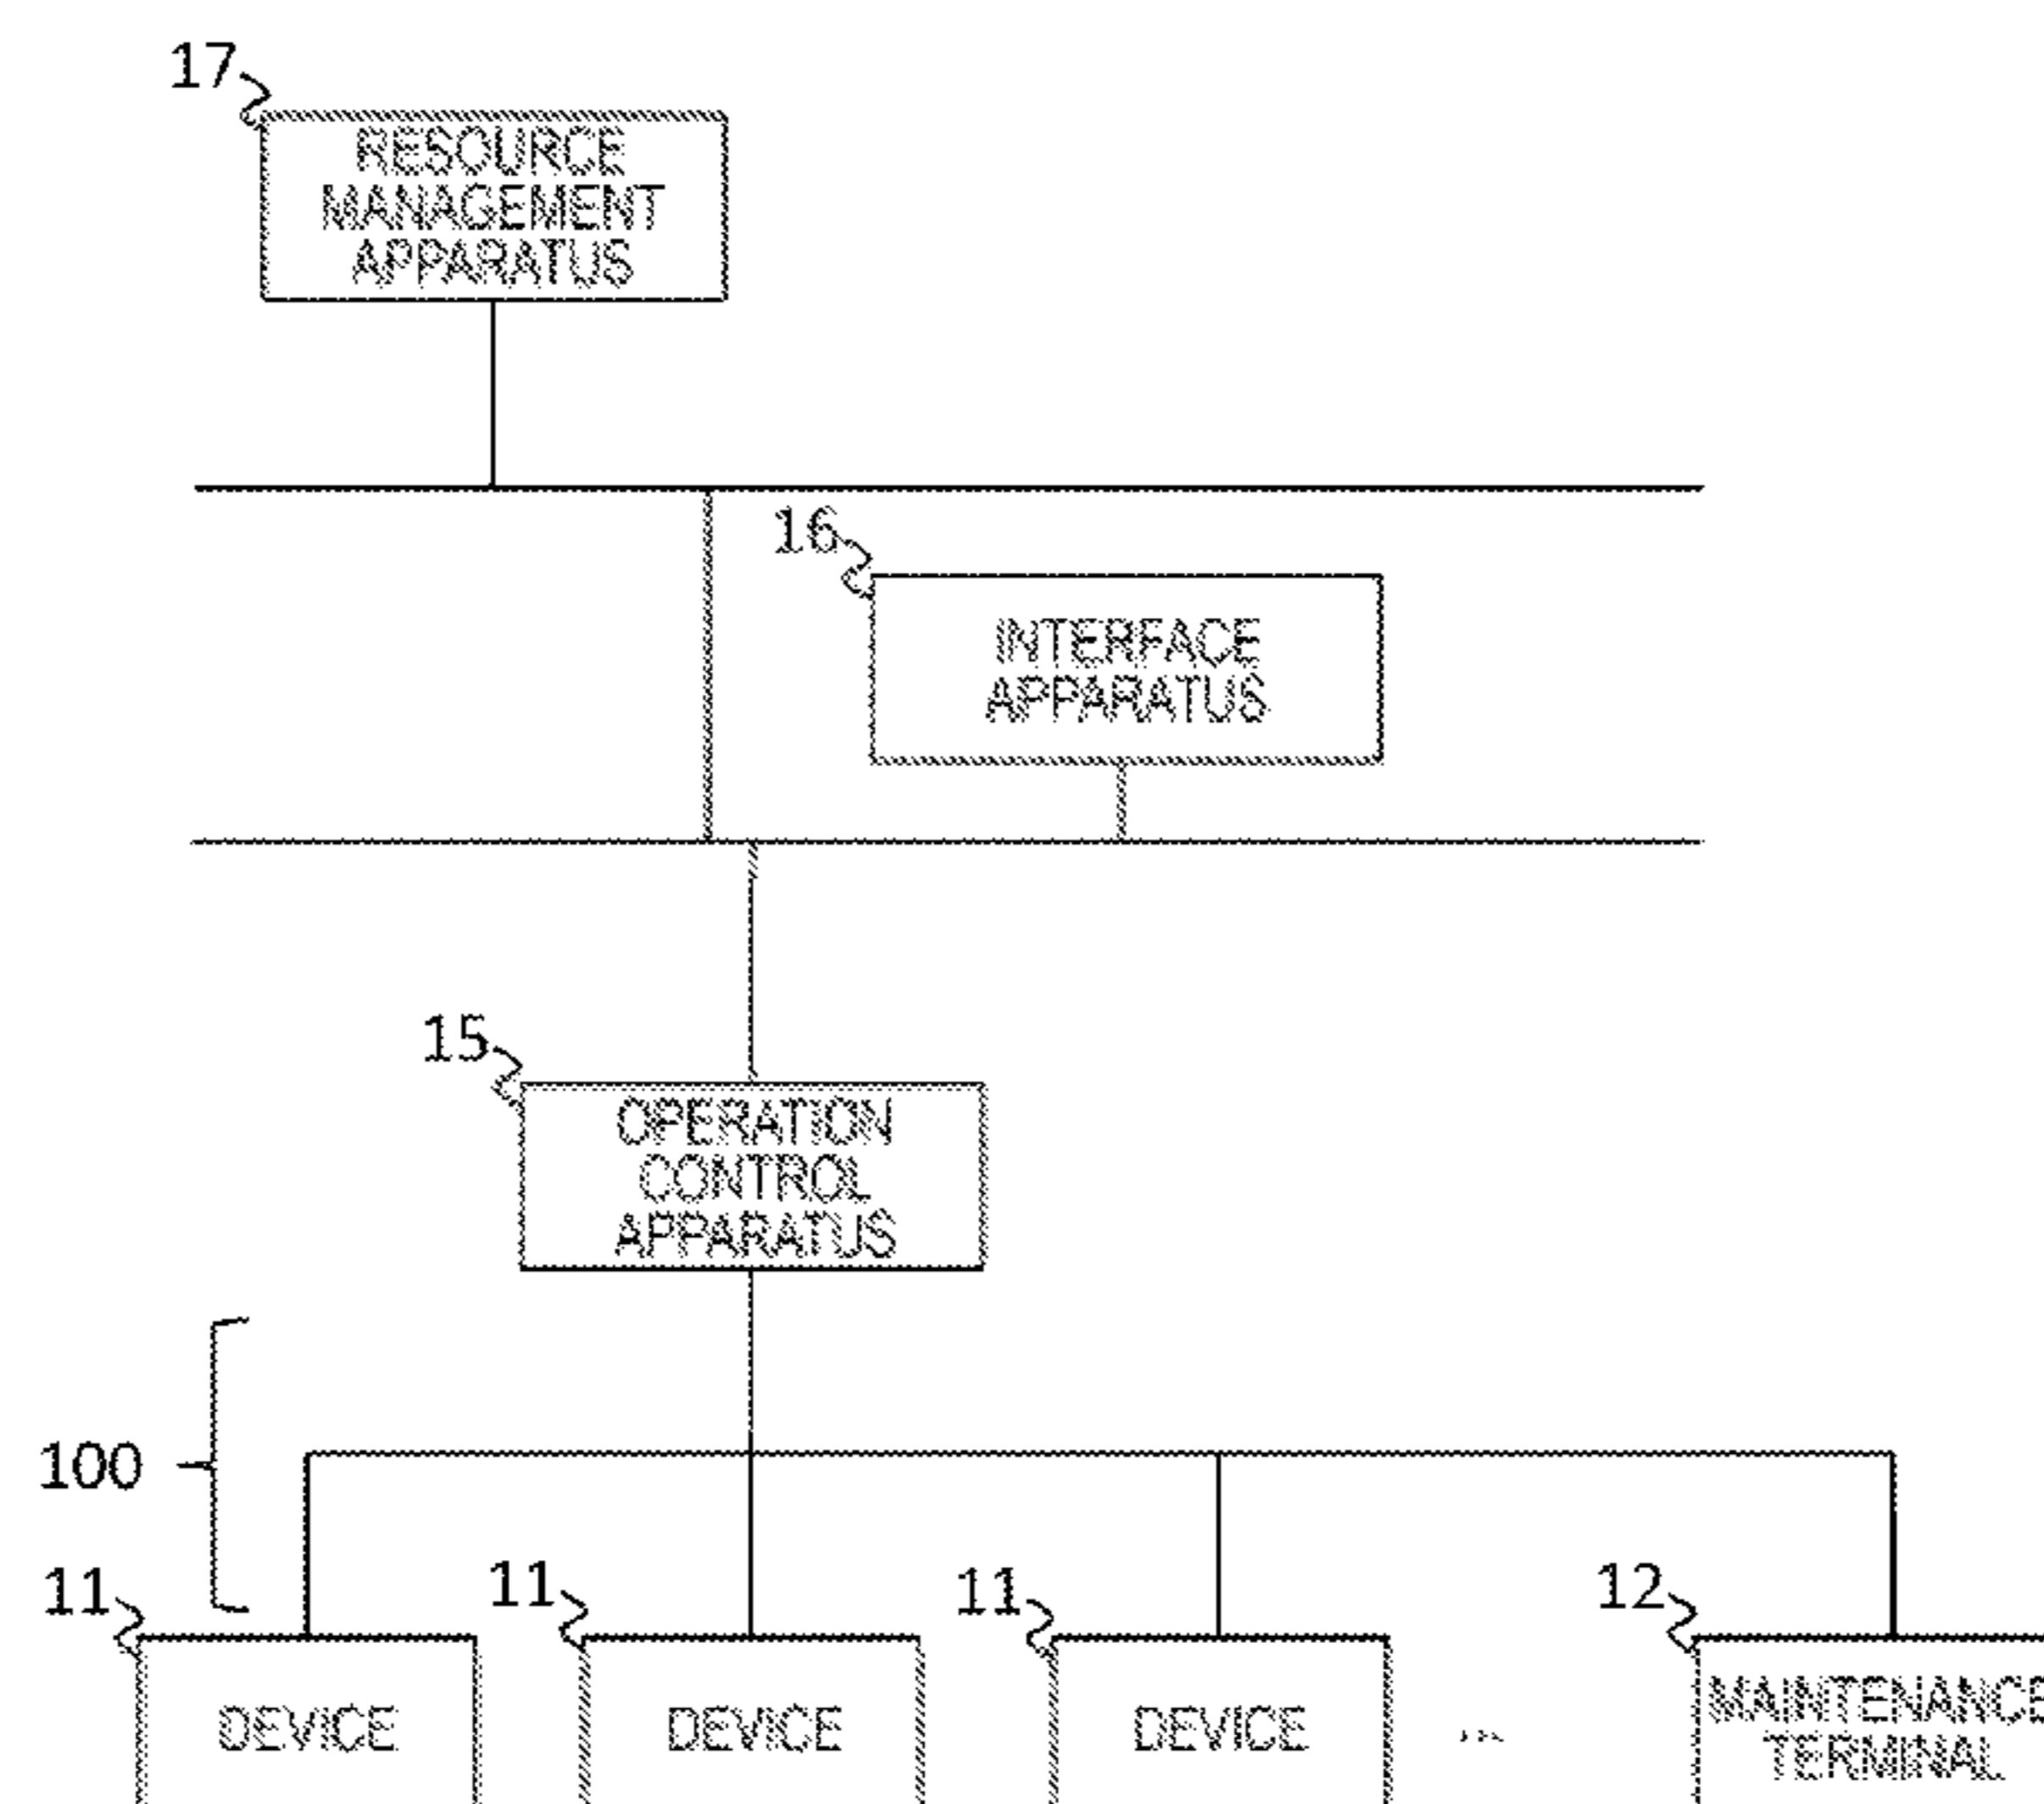 17
RESOURCE
MANAGEMENT
APPARATUS
16
INTERFACE
APPARATUS
15
OPERATION
CONTROL
APPARATUS
100
11
11
11
12
DEVICE
DEVICE
DEVICE
...
MAINTENANCE
TERMINAL